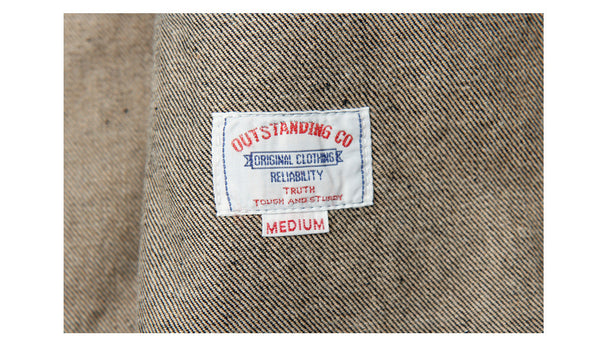 OUTSTANDING CO
ORIGINAL CLOTHING
RELIABILITY
TRUTH
TOUGH AND STURDY
MEDIUM